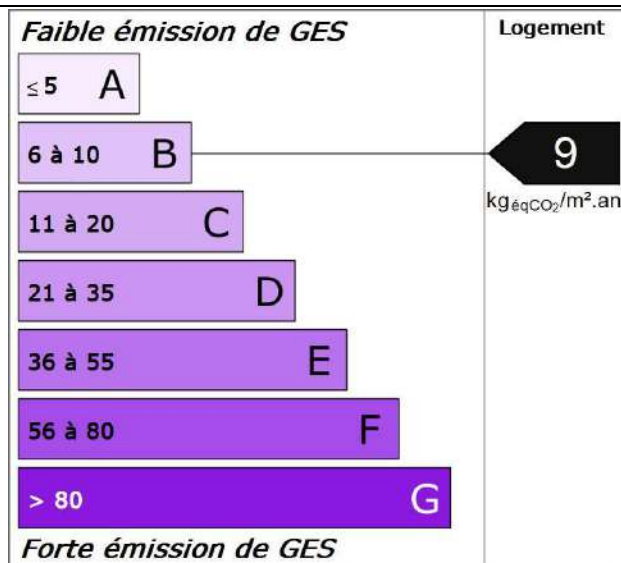 Faible émission de GES
Logement
≤ 5 A
6 à 10 B
9
kgéqCO₂/m².an
11 à 20 C
21 à 35 D
36 à 55 E
56 à 80 F
> 80 G
Forte émission de GES